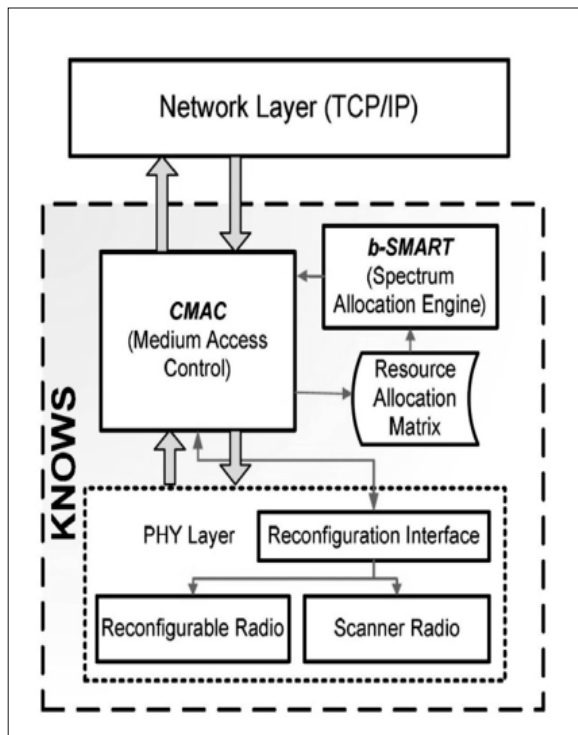 Network Layer (TCP/IP)
b-SMART
(Spectrum
Allocation Engine)
CMAC
(Medium Access
Control)
Resource
Allocation
Matrix
KNOWS
PHY Layer
Reconfiguration Interface
Reconfigurable Radio
Scanner Radio